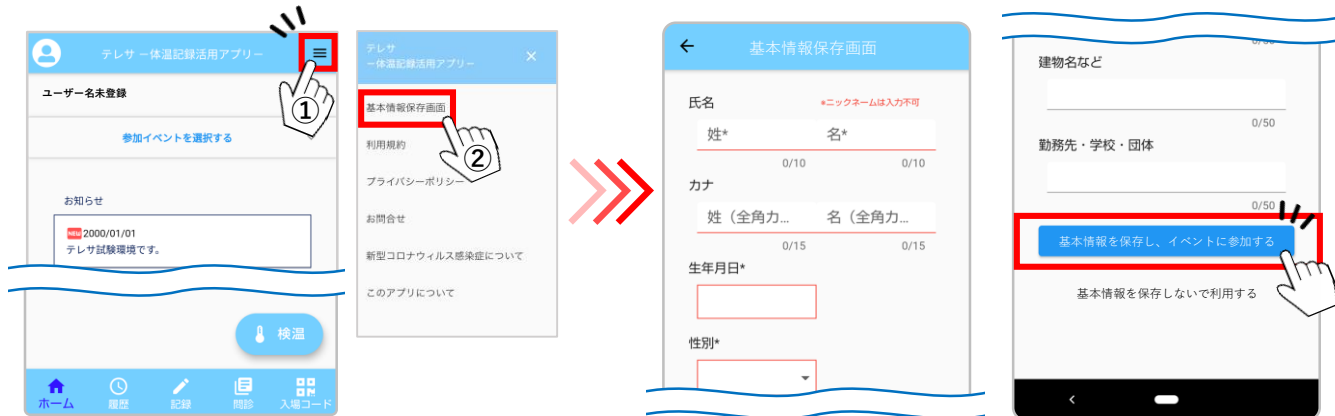 テレサ －体温記録活用アプリ－
ユーザー名未登録
①
参加イベントを選択する
お知らせ
NEW 2000/01/01
テレサ試験環境です。
検温
ホーム
履歴
記録
問診
入場コード
テレサ
－体温記録活用アプリ－
×
基本情報保存画面
②
利用規約
プライバシーポリシー
お問合せ
新型コロナウィルス感染症について
このアプリについて
基本情報保存画面
氏名
*ニックネームは入力不可
姓* 名*
0/10 0/10
カナ
姓（全角カ... 名（全角カ...
0/15 0/15
生年月日*
性別*
建物名など
0/50
勤務先・学校・団体
0/50
基本情報を保存し、イベントに参加する
基本情報を保存しないで利用する